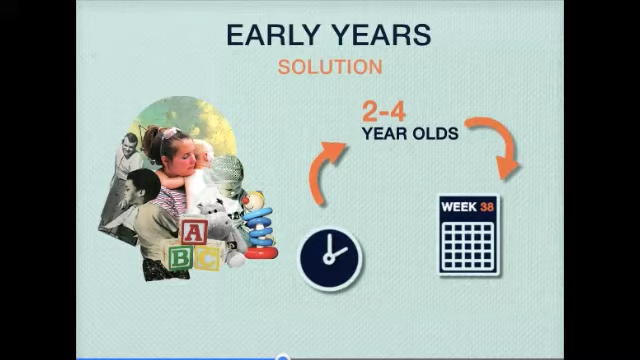 EARLY YEARS
SOLUTION
2-4
YEAR OLDS
WEEK 38
A
B C